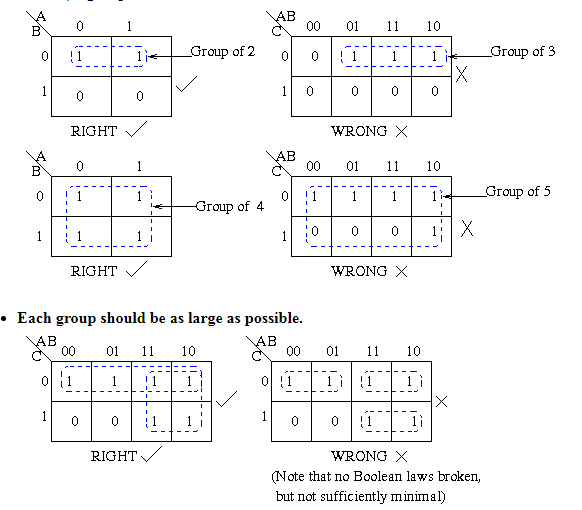 A
B
0 1
0 1 1
1 0 0
Group of 2
RIGHT
AB
C
00 01 11 10
0 0 1 1 1
1 0 0 0 0
Group of 3
WRONG
A
B
0 1
0 1 1
1 1 1
Group of 4
RIGHT
AB
C
00 01 11 10
0 1 1 1 1
1 0 0 0 1
Group of 5
WRONG
• Each group should be as large as possible.
AB
C
00 01 11 10
0 1 1 1 1
1 0 0 1 1
RIGHT
AB
C
00 01 11 10
0 1 1 1 1
1 0 0 1 1
WRONG
(Note that no Boolean laws broken,
but not sufficiently minimal)